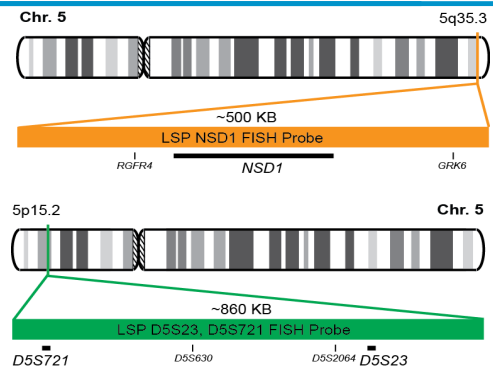 Chr. 5
5q35.3
~500 KB
LSP NSD1 FISH Probe
RGFR4
NSD1
GRK6
5p15.2
Chr. 5
~860 KB
LSP D5S23, D5S721 FISH Probe
D5S721
D5S630
D5S2064
D5S23